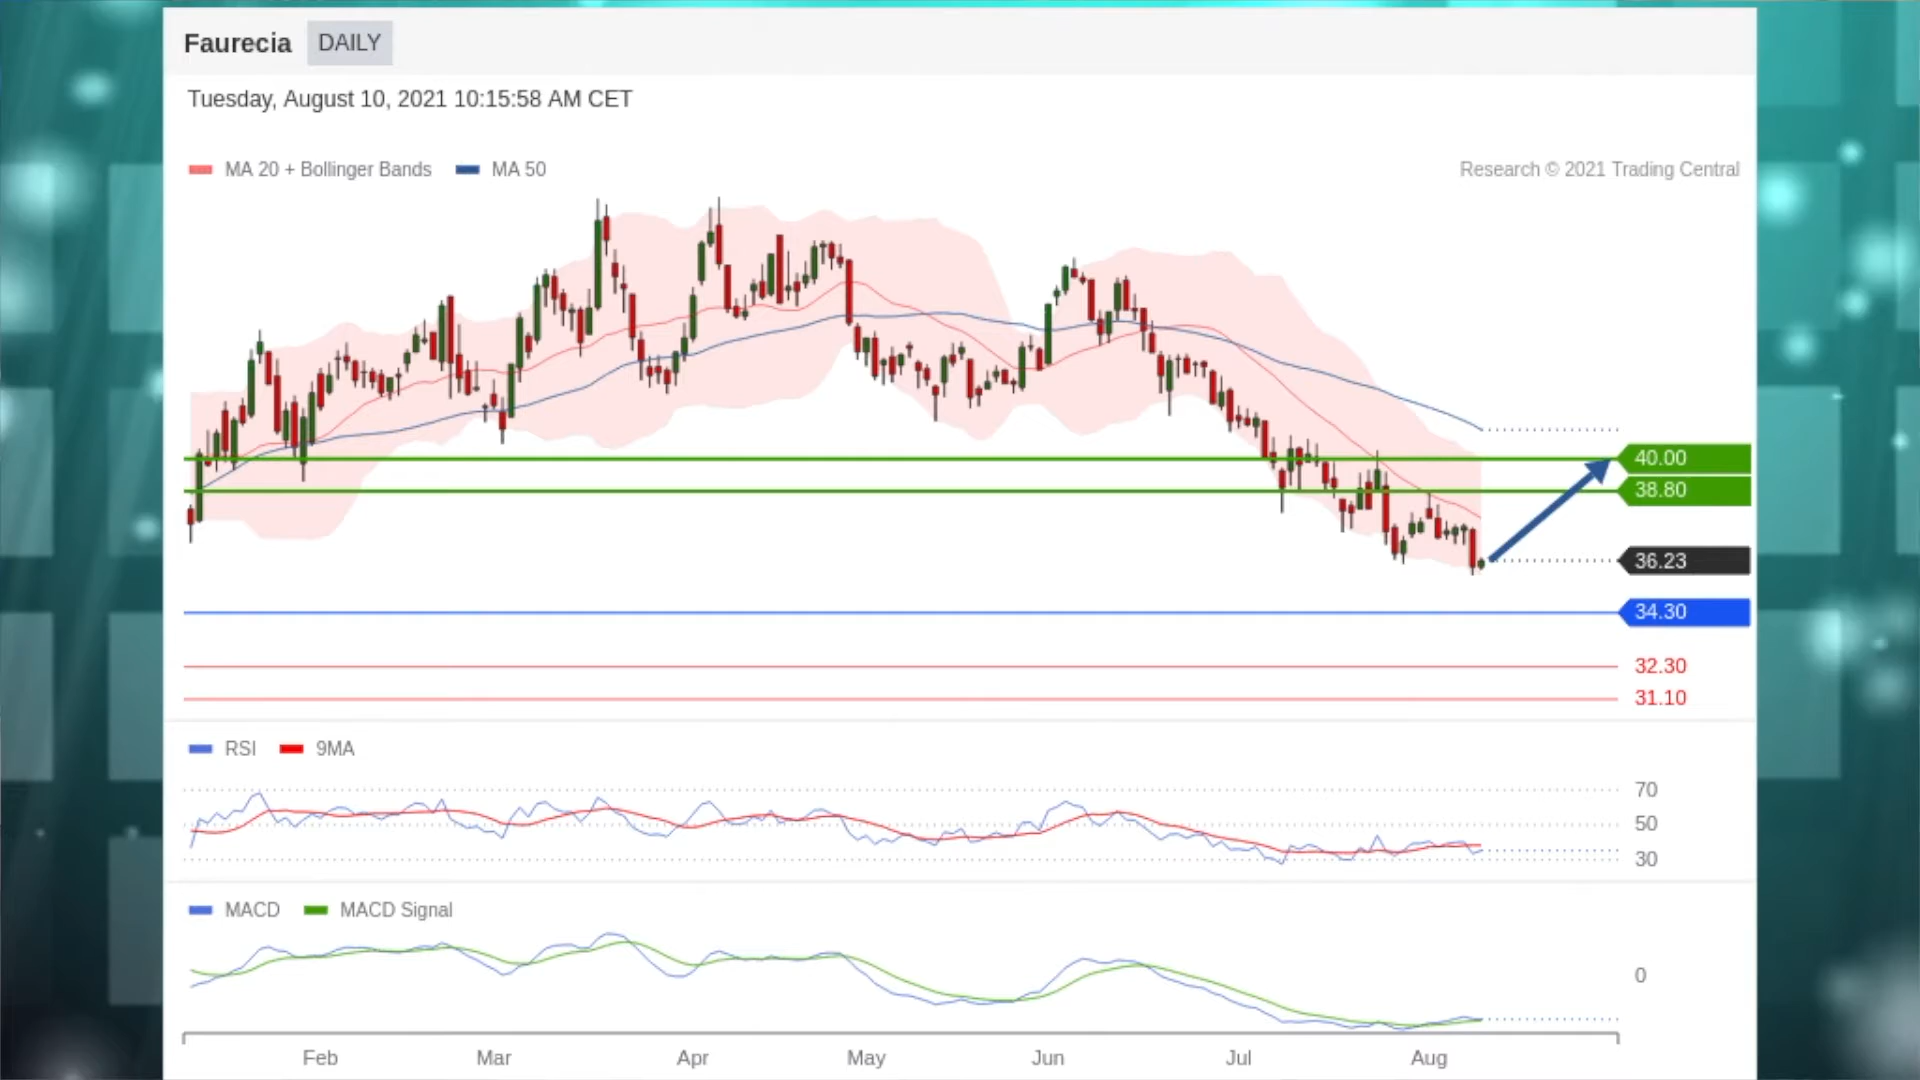 Faurecia DAILY
Tuesday, August 10, 2021 10:15:58 AM CET
MA 20 + Bollinger Bands MA 50 Research © 2021 Trading Central
40.00
38.80
36.23
34.30
32.30
31.10
RSI 9MA
70
50
30
MACD MACD Signal
0
Feb Mar Apr May Jun Jul Aug